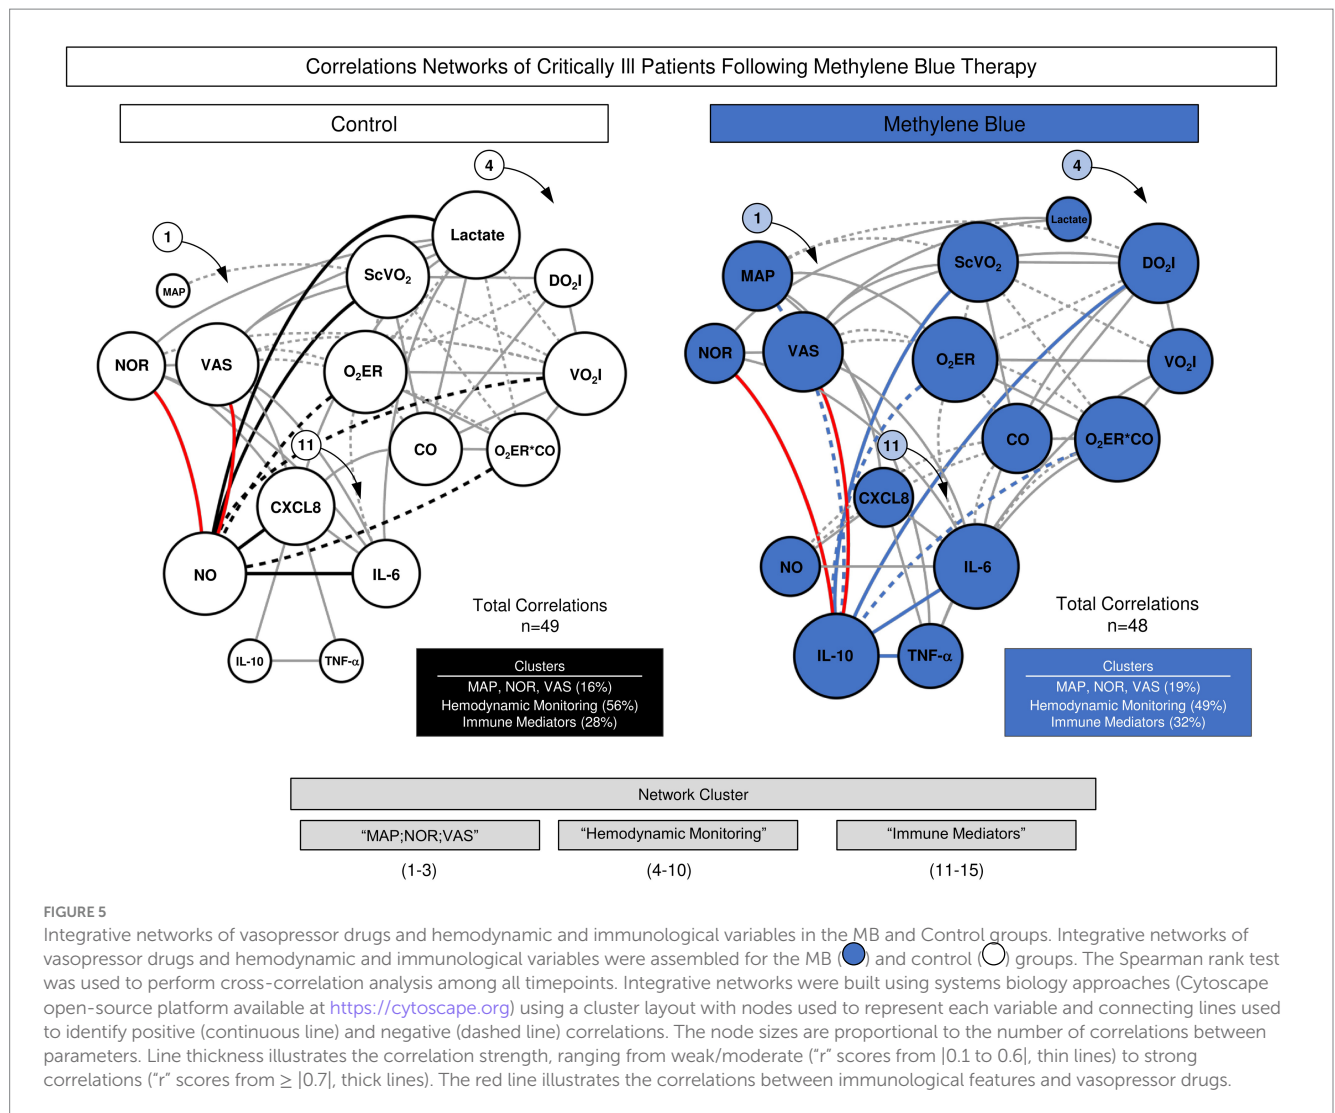 Correlations Networks of Critically Ill Patients Following Methylene Blue Therapy
Control
Methylene Blue
4
1
Lactate
ScVO₂
MAP
DO₂I
NOR
VAS
O₂ER
VO₂I
11
CO
O₂ER*CO
CXCL8
NO
IL-6
IL-10
TNF-α
Total Correlations
n=49
Clusters
MAP, NOR, VAS (16%)
Hemodynamic Monitoring (56%)
Immune Mediators (28%)
4
1
Lactate
MAP
ScVO₂
DO₂I
NOR
VAS
O₂ER
VO₂I
11
CO
O₂ER*CO
CXCL8
NO
IL-6
IL-10
TNF-α
Total Correlations
n=48
Clusters
MAP, NOR, VAS (19%)
Hemodynamic Monitoring (49%)
Immune Mediators (32%)
Network Cluster
“MAP;NOR;VAS”
“Hemodynamic Monitoring”
“Immune Mediators”
(1-3)
(4-10)
(11-15)
FIGURE 5
Integrative networks of vasopressor drugs and hemodynamic and immunological variables in the MB and Control groups. Integrative networks of
vasopressor drugs and hemodynamic and immunological variables were assembled for the MB ( ) and control ( ) groups. The Spearman rank test
was used to perform cross-correlation analysis among all timepoints. Integrative networks were built using systems biology approaches (Cytoscape
open-source platform available at https://cytoscape.org) using a cluster layout with nodes used to represent each variable and connecting lines used
to identify positive (continuous line) and negative (dashed line) correlations. The node sizes are proportional to the number of correlations between
parameters. Line thickness illustrates the correlation strength, ranging from weak/moderate (“r” scores from |0.1 to 0.6|, thin lines) to strong
correlations (“r” scores from ≥ |0.7|, thick lines). The red line illustrates the correlations between immunological features and vasopressor drugs.